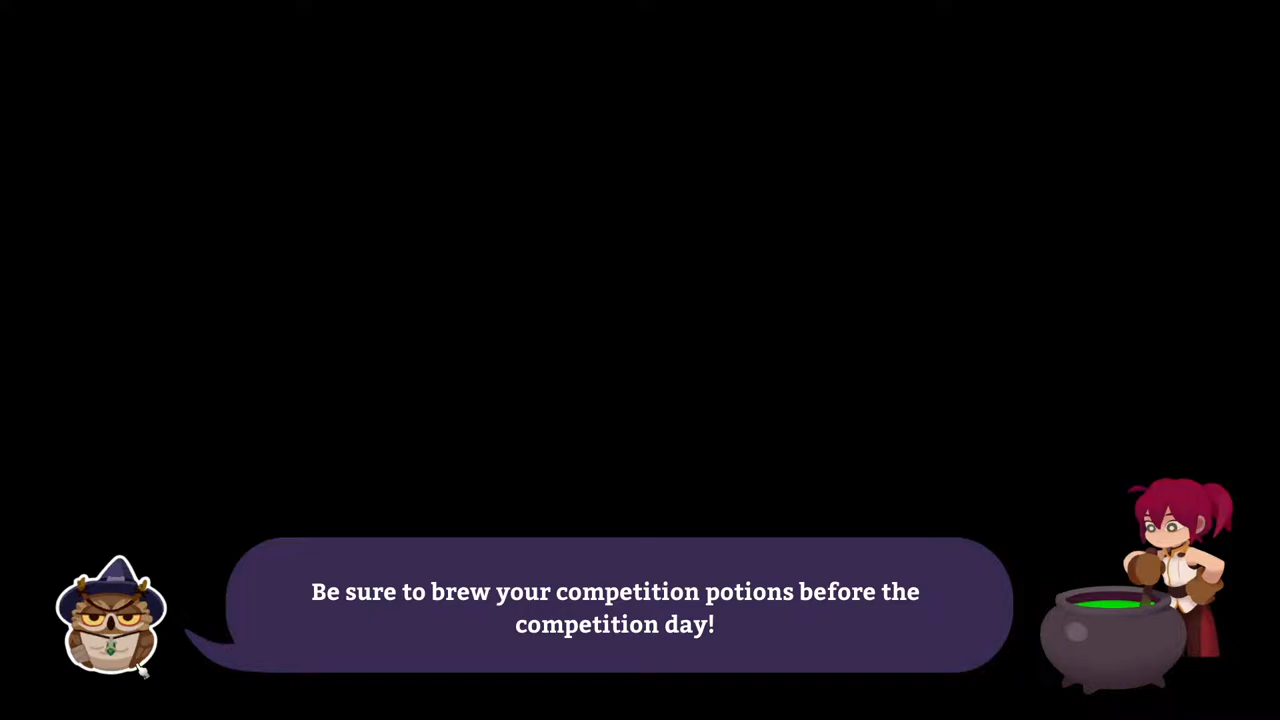 Be sure to brew your competition potions before the
competition day!